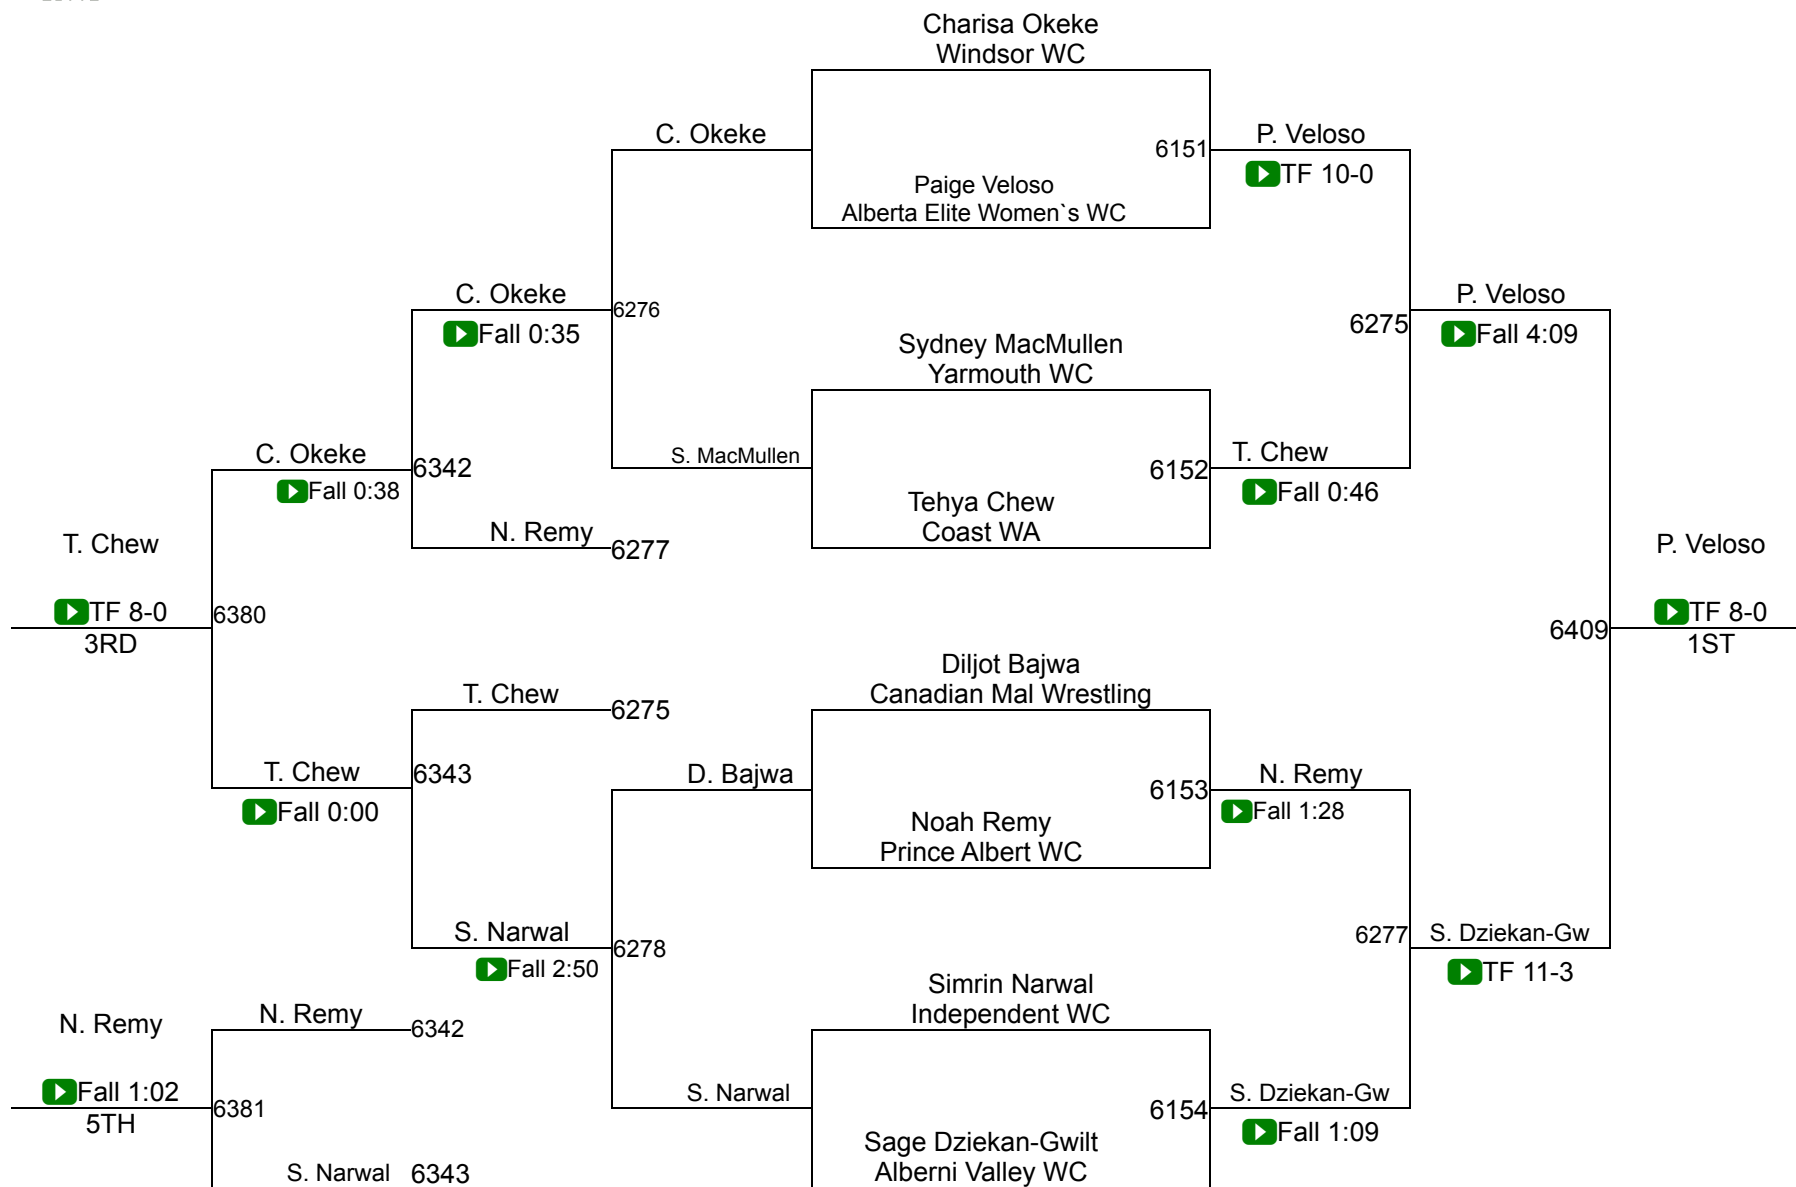 Charisa Okeke
Windsor WC
C. Okeke
6151
P. Veloso
TF 10-0
Paige Veloso
Alberta Elite Women`s WC
C. Okeke
Fall 0:35
6276
6275
P. Veloso
Fall 4:09
Sydney MacMullen
Yarmouth WC
C. Okeke
Fall 0:38
6342
S. MacMullen
6152
T. Chew
Fall 0:46
Tehya Chew
Coast WA
N. Remy
6277
T. Chew
TF 8-0
3RD
6380
6409
P. Veloso
TF 8-0
1ST
Diljot Bajwa
Canadian Mal Wrestling
T. Chew
6275
T. Chew
Fall 0:00
6343
D. Bajwa
6153
N. Remy
Fall 1:28
Noah Remy
Prince Albert WC
S. Narwal
Fall 2:50
6278
6277
S. Dziekan-Gw
TF 11-3
Simrin Narwal
Independent WC
N. Remy
Fall 1:02
5TH
N. Remy
6342
6381
S. Narwal
6154
S. Dziekan-Gw
Fall 1:09
Sage Dziekan-Gwilt
Alberni Valley WC
S. Narwal
6343